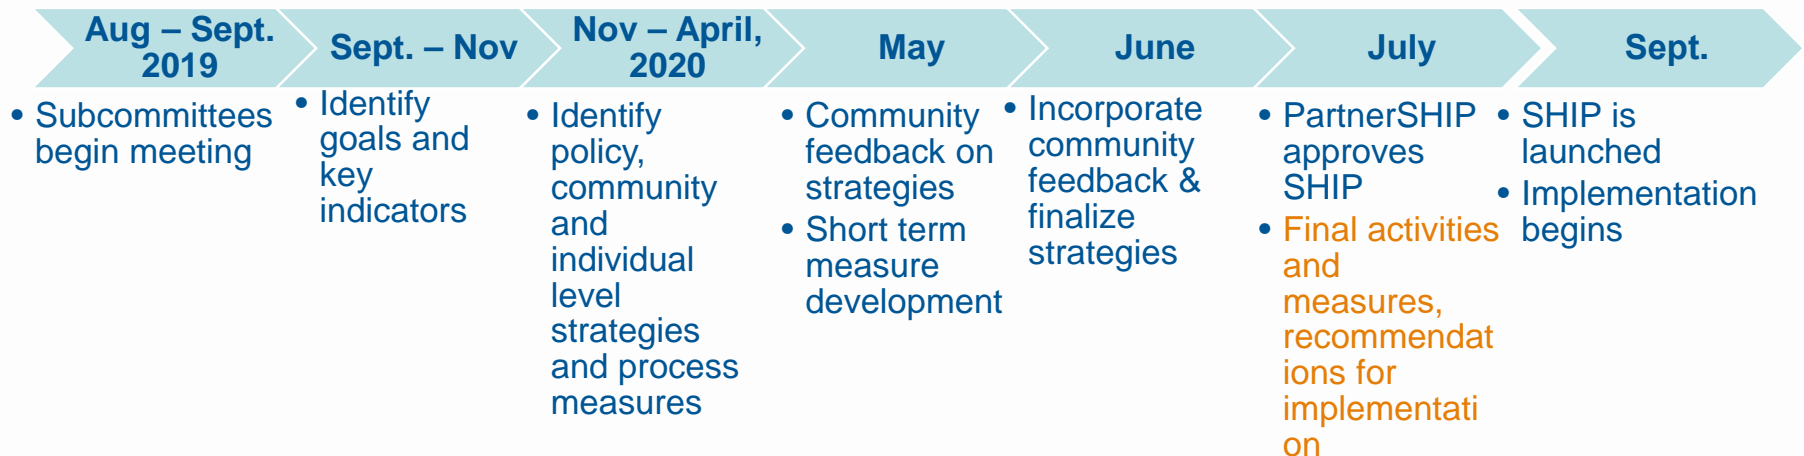 Aug – Sept.
2019
Sept. – Nov
Nov – April,
2020
May
June
July
Sept.
• Subcommittees
begin meeting
• Identify
goals and
key
indicators
• Identify
policy,
community
and
individual
level
strategies
and process
measures
• Community
feedback on
strategies
• Short term
measure
development
• Incorporate
community
feedback &
finalize
strategies
• PartnerSHIP
approves
SHIP
• Final activities
and
measures,
recommendat
ions for
implementati
on
• SHIP is
launched
• Implementation
begins